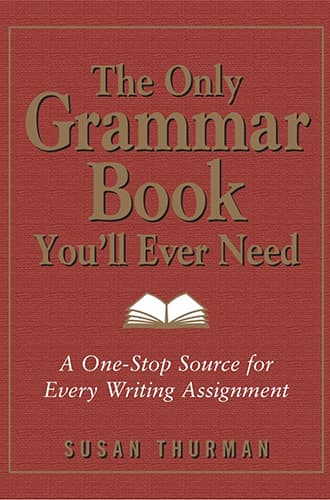 The Only
Grammar
Book
You'll Ever Need
A One-Stop Source for
Every Writing Assignment
SUSAN THURMAN